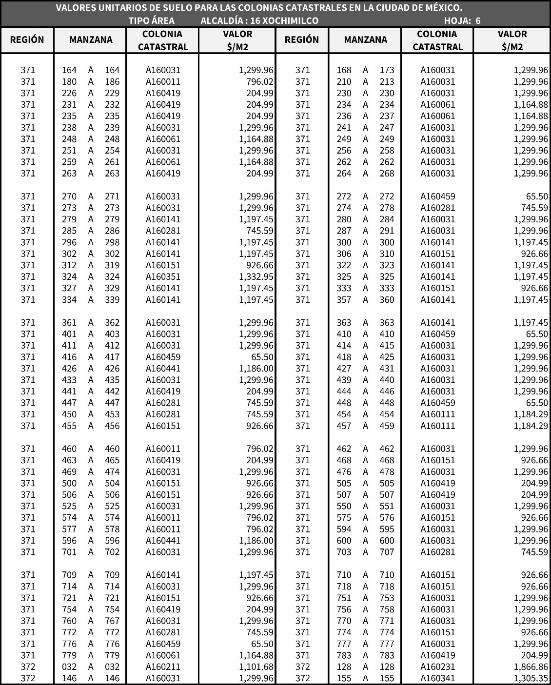 VALORES UNITARIOS DE SUELO PARA LAS COLONIAS CATASTRALES EN LA CIUDAD DE MÉXICO.
TIPO ÁREA ALCALDÍA : 16 XOCHIMILCO HOJA: 6
REGIÓN MANZANA COLONIA CATASTRAL VALOR $/M2 REGIÓN MANZANA COLONIA CATASTRAL VALOR $/M2
371 164 A 164 A160031 1,299.96 371 168 A 173 A160031 1,299.96
371 180 A 186 A160011 796.02 371 210 A 213 A160031 1,299.96
371 226 A 229 A160419 204.99 371 230 A 230 A160031 1,299.96
371 231 A 232 A160419 204.99 371 234 A 234 A160061 1,164.88
371 235 A 235 A160419 204.99 371 236 A 237 A160061 1,164.88
371 238 A 239 A160031 1,299.96 371 241 A 247 A160031 1,299.96
371 248 A 248 A160061 1,164.88 371 249 A 249 A160031 1,299.96
371 251 A 254 A160031 1,299.96 371 256 A 258 A160031 1,299.96
371 259 A 261 A160061 1,164.88 371 262 A 262 A160031 1,299.96
371 263 A 263 A160419 204.99 371 264 A 268 A160031 1,299.96
371 270 A 271 A160031 1,299.96 371 272 A 272 A160459 65.50
371 273 A 273 A160031 1,299.96 371 274 A 278 A160281 745.59
371 279 A 279 A160141 1,197.45 371 280 A 284 A160031 1,299.96
371 285 A 286 A160281 745.59 371 287 A 291 A160031 1,299.96
371 296 A 298 A160141 1,197.45 371 300 A 300 A160141 1,197.45
371 302 A 302 A160141 1,197.45 371 306 A 310 A160151 926.66
371 312 A 319 A160151 926.66 371 322 A 323 A160141 1,197.45
371 324 A 324 A160351 1,332.95 371 325 A 325 A160141 1,197.45
371 327 A 329 A160141 1,197.45 371 333 A 333 A160151 926.66
371 334 A 339 A160141 1,197.45 371 357 A 360 A160141 1,197.45
371 361 A 362 A160031 1,299.96 371 363 A 363 A160141 1,197.45
371 401 A 403 A160031 1,299.96 371 410 A 410 A160459 65.50
371 411 A 412 A160031 1,299.96 371 414 A 415 A160031 1,299.96
371 416 A 417 A160459 65.50 371 418 A 425 A160031 1,299.96
371 426 A 426 A160441 1,186.00 371 427 A 431 A160031 1,299.96
371 433 A 435 A160031 1,299.96 371 439 A 440 A160031 1,299.96
371 441 A 442 A160419 204.99 371 444 A 446 A160031 1,299.96
371 447 A 447 A160281 745.59 371 448 A 448 A160459 65.50
371 450 A 453 A160281 745.59 371 454 A 454 A160111 1,184.29
371 455 A 456 A160151 926.66 371 457 A 459 A160111 1,184.29
371 460 A 460 A160011 796.02 371 462 A 462 A160031 1,299.96
371 463 A 465 A160419 204.99 371 468 A 468 A160151 926.66
371 469 A 474 A160031 1,299.96 371 476 A 478 A160031 1,299.96
371 500 A 504 A160151 926.66 371 505 A 505 A160419 204.99
371 506 A 506 A160151 926.66 371 507 A 507 A160419 204.99
371 525 A 525 A160031 1,299.96 371 550 A 551 A160031 1,299.96
371 574 A 574 A160011 796.02 371 575 A 576 A160151 926.66
371 577 A 578 A160011 796.02 371 594 A 595 A160031 1,299.96
371 596 A 596 A160441 1,186.00 371 600 A 600 A160031 1,299.96
371 701 A 702 A160031 1,299.96 371 703 A 707 A160281 745.59
371 709 A 709 A160141 1,197.45 371 710 A 710 A160151 926.66
371 714 A 714 A160031 1,299.96 371 718 A 718 A160151 926.66
371 721 A 721 A160151 926.66 371 751 A 753 A160031 1,299.96
371 754 A 754 A160419 204.99 371 756 A 758 A160031 1,299.96
371 760 A 767 A160031 1,299.96 371 770 A 771 A160031 1,299.96
371 772 A 772 A160281 745.59 371 774 A 774 A160151 926.66
371 776 A 776 A160459 65.50 371 777 A 777 A160031 1,299.96
371 779 A 779 A160061 1,164.88 371 783 A 783 A160419 204.99
372 032 A 032 A160211 1,101.68 372 128 A 128 A160231 1,866.86
372 146 A 146 A160031 1,299.96 372 155 A 155 A160341 1,305.35